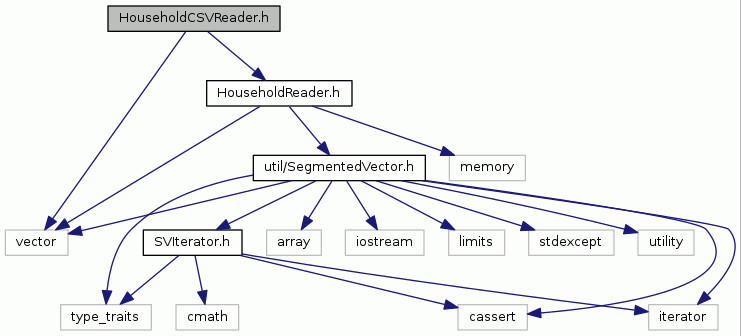 HouseholdCSVReader.h
HouseholdReader.h
util/SegmentedVector.h
memory
vector
SVIterator.h
array
iostream
limits
stdexcept
utility
type_traits
cmath
cassert
iterator